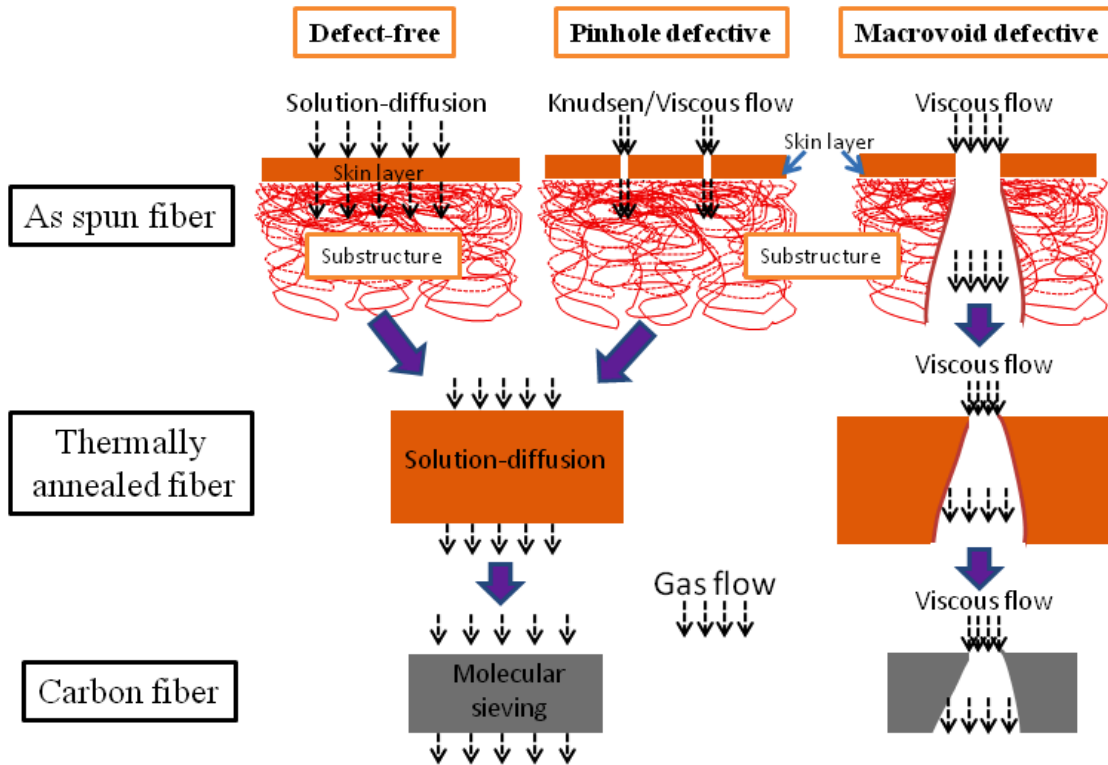 Defect-free
Pinhole defective
Macrovoid defective
Solution-diffusion
Knudsen/Viscous flow
Viscous flow
Skin layer
Skin layer
As spun fiber
Substructure
Substructure
Viscous flow
Thermally
annealed fiber
Solution-diffusion
Gas flow
Viscous flow
Carbon fiber
Molecular
sieving